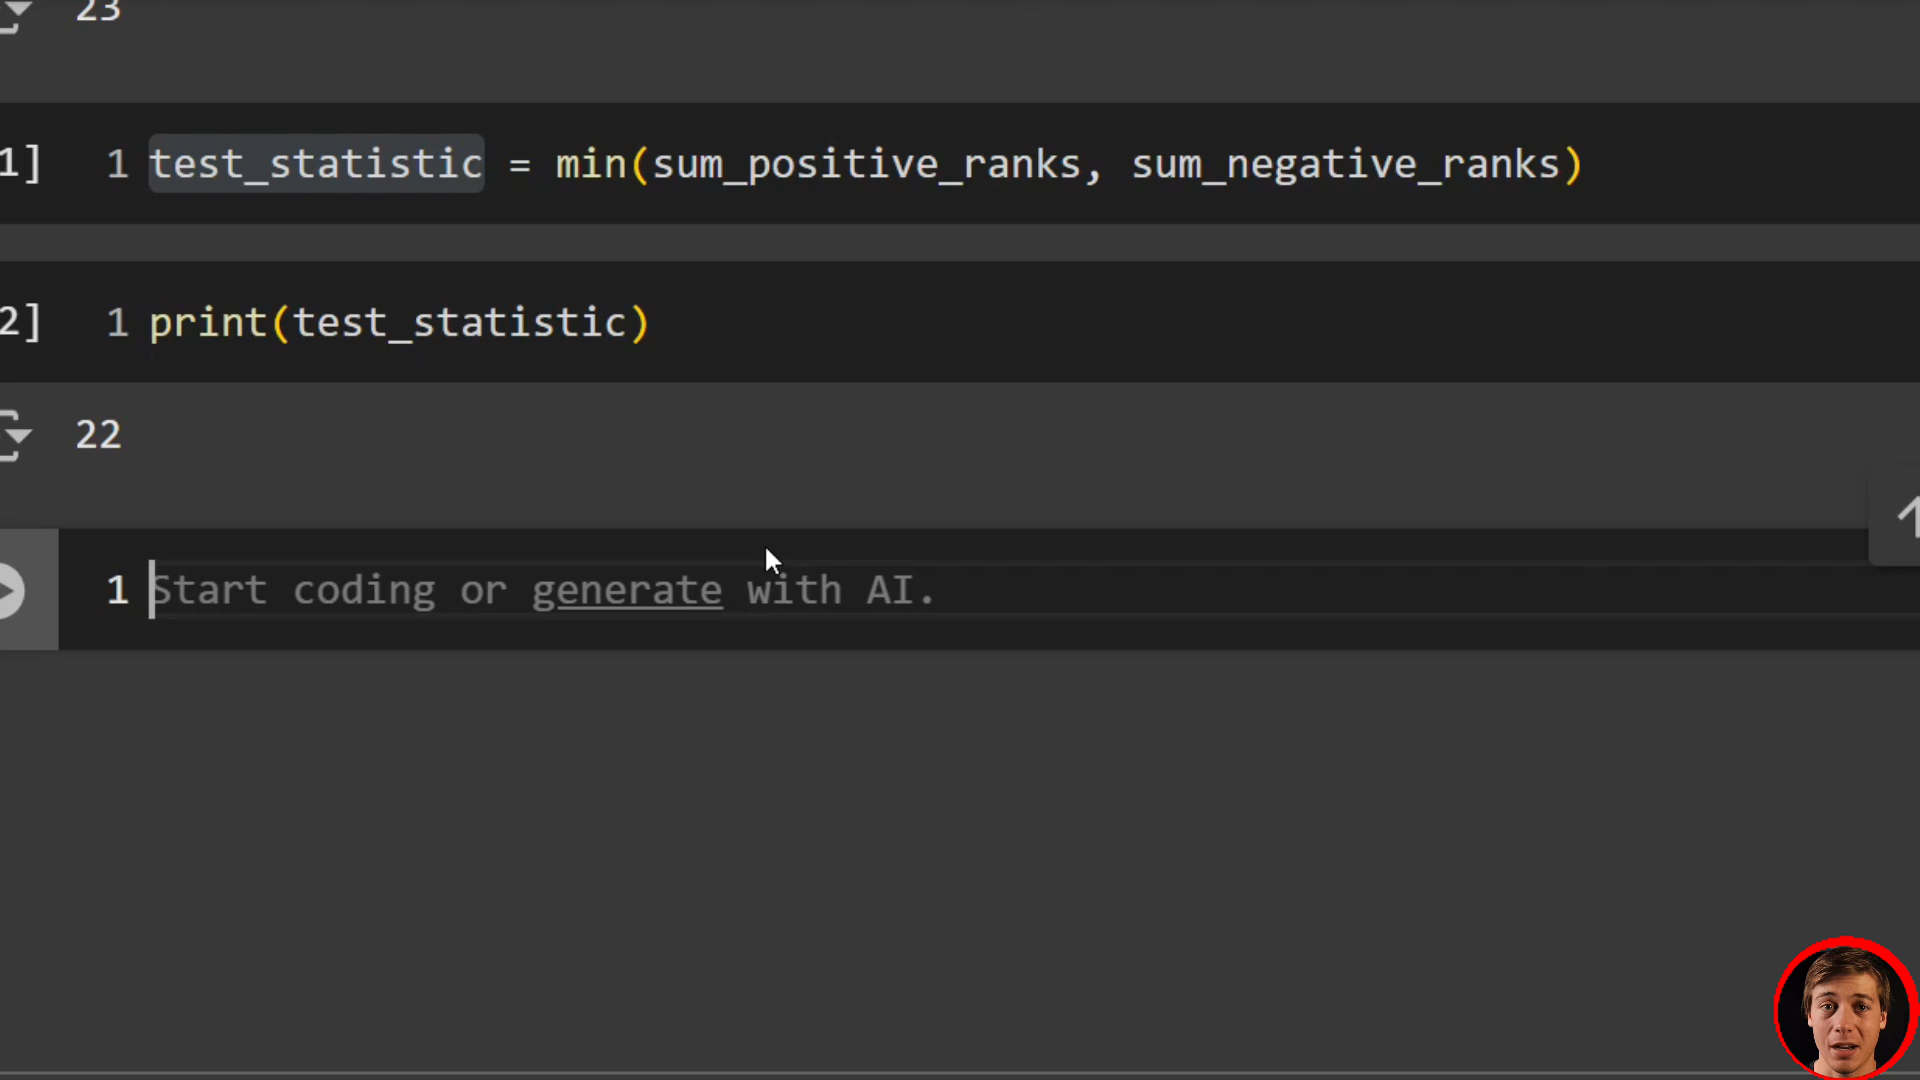 23
1] 1 test_statistic = min(sum_positive_ranks, sum_negative_ranks)
2] 1 print(test_statistic)
22
1 Start coding or generate with AI.